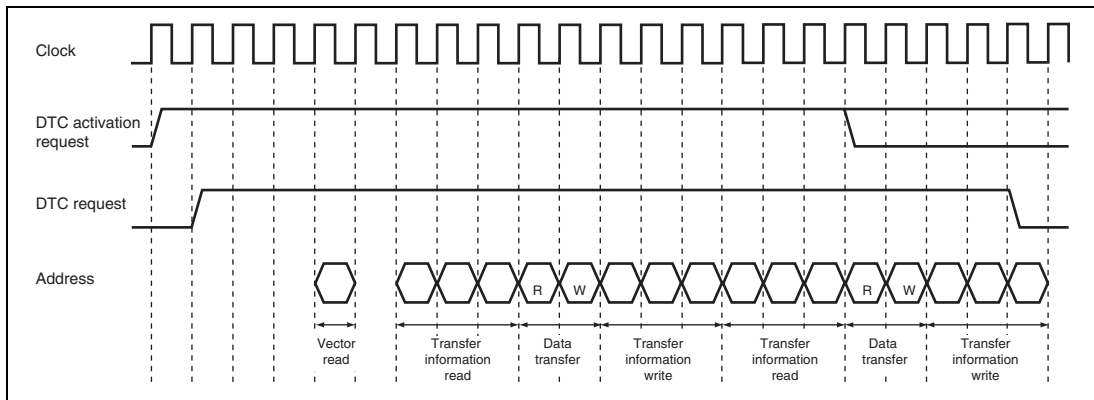 Clock
DTC activation
request
DTC request
Address
R
W
R
W
Vector
read
Transfer
information
read
Data
transfer
Transfer
information
write
Transfer
information
read
Data
transfer
Transfer
information
write